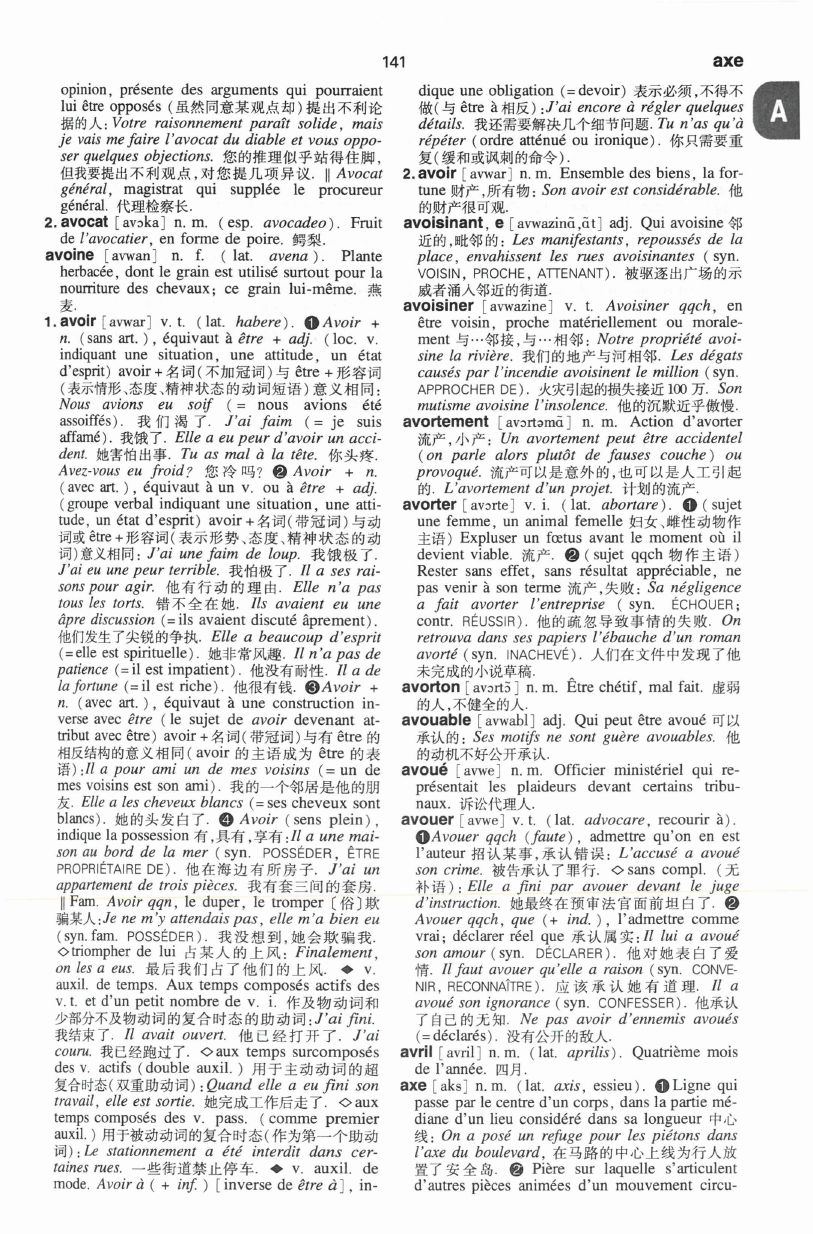 141
axe
A
opinion, présente des arguments qui pourraient
lui être opposés (虽然同意某观点却)提出不利论
据的人: Votre raisonnement paraît solide, mais
je vais me faire l'avocat du diable et vous oppo-
ser quelques objections. 您的推理似乎站得住脚,
但我要提出不利观点,对您提几项异议. ‖ Avocat
général, magistrat qui supplée le procureur
général. 代理检察长.
2. avocat [avɔka] n. m. (esp. avocadeo). Fruit
de l'avocatier, en forme de poire. 鳄梨.
avoine [avwan] n. f. (lat. avena). Plante
herbacée, dont le grain est utilisé surtout pour la
nourriture des chevaux; ce grain lui-même. 燕
麦.
1. avoir [avwar] v. t. (lat. habere). ❶Avoir +
n. (sans art.), équivaut à être + adj. (loc. v.
indiquant une situation, une attitude, un état
d'esprit) avoir+名词(不加冠词)与 être +形容词
(表示情形、态度、精神状态的动词短语)意义相同:
Nous avions eu soif (= nous avions été
assoiffés). 我们渴了. J'ai faim (= je suis
affamé). 我饿了. Elle a eu peur d'avoir un acci-
dent. 她害怕出事. Tu as mal à la tête. 你头疼.
Avez-vous eu froid? 您冷吗? ❷ Avoir + n.
(avec art.), équivaut à un v. ou à être + adj.
(groupe verbal indiquant une situation, une atti-
tude, un état d'esprit) avoir+名词(带冠词)与动
词或 être+形容词(表示形势、态度、精神状态的动
词)意义相同: J'ai une faim de loup. 我饿极了.
J'ai eu une peur terrible. 我怕极了. Il a ses rai-
sons pour agir. 他有行动的理由. Elle n'a pas
tous les torts. 错不全在她. Ils avaient eu une
âpre discussion (=ils avaient discuté âprement).
他们发生了尖锐的争执. Elle a beaucoup d'esprit
(=elle est spirituelle). 她非常风趣. Il n'a pas de
patience (=il est impatient). 他没有耐性. Il a de
la fortune (=il est riche). 他很有钱. ❸Avoir +
n. (avec art.), équivaut à une construction in-
verse avec être (le sujet de avoir devenant at-
tribut avec être) avoir+名词(带冠词)与有 être 的
相反结构的意义相同(avoir 的主语成为 être 的表
语):Il a pour ami un de mes voisins (= un de
mes voisins est son ami). 我的一个邻居是他的朋
友. Elle a les cheveux blancs (=ses cheveux sont
blancs). 她的头发白了. ❹ Avoir (sens plein),
indique la possession 有,具有,享有:Il a une mai-
son au bord de la mer (syn. POSSÉDER, ÊTRE
PROPRIÉTAIRE DE). 他在海边有所房子. J'ai un
appartement de trois pièces. 我有套三间的套房.
‖ Fam. Avoir qqn, le duper, le tromper〔俗〕欺
骗某人:Je ne m'y attendais pas, elle m'a bien eu
(syn. fam. POSSÉDER). 我没想到,她会欺骗我.
◇triompher de lui 占某人的上风: Finalement,
on les a eus. 最后我们占了他们的上风. ◆ v.
auxil. de temps. Aux temps composés actifs des
v. t. et d'un petit nombre de v. i. 作及物动词和
少部分不及物动词的复合时态的助动词:J'ai fini.
我结束了. Il avait ouvert. 他已经打开了. J'ai
couru. 我已经跑过了. ◇aux temps surcomposés
des v. actifs (double auxil.) 用于主动动词的超
复合时态(双重助动词):Quand elle a eu fini son
travail, elle est sortie. 她完成工作后走了. ◇aux
temps composés des v. pass. (comme premier
auxil.)用于被动动词的复合时态(作为第一个助动
词):Le stationnement a été interdit dans cer-
taines rues. 一些街道禁止停车. ◆ v. auxil. de
mode. Avoir à (+ inf.) [inverse de être à], in-
dique une obligation (=devoir) 表示必须,不得不
做(与 être à 相反):J'ai encore à régler quelques
détails. 我还需要解决几个细节问题. Tu n'as qu'à
répéter (ordre atténué ou ironique). 你只需要重
复(缓和或讽刺的命令).
2. avoir [avwar] n. m. Ensemble des biens, la for-
tune 财产,所有物: Son avoir est considérable. 他
的财产很可观.
avoisinant, e [avwazinɑ̃,ɑ̃t] adj. Qui avoisine 邻
近的,毗邻的: Les manifestants, repoussés de la
place, envahissent les rues avoisinantes (syn.
VOISIN, PROCHE, ATTENANT). 被驱逐出广场的示
威者涌入邻近的街道.
avoisiner [avwazine] v. t. Avoisiner qqch, en
être voisin, proche matériellement ou morale-
ment 与…邻接,与…相邻: Notre propriété avoi-
sine la rivière. 我们的地产与河相邻. Les dégats
causés par l'incendie avoisinent le million (syn.
APPROCHER DE). 火灾引起的损失接近 100 万. Son
mutisme avoisine l'insolence. 他的沉默近乎傲慢.
avortement [avɔrtəmɑ̃] n. m. Action d'avorter
流产,小产: Un avortement peut être accidentel
(on parle alors plutôt de fauses couche) ou
provoqué. 流产可以是意外的,也可以是人工引起
的. L'avortement d'un projet. 计划的流产.
avorter [avɔrte] v. i. (lat. abortare). ❶ (sujet
une femme, un animal femelle 妇女、雌性动物作
主语) Expluser un fœtus avant le moment où il
devient viable. 流产. ❷ (sujet qqch 物作主语)
Rester sans effet, sans résultat appréciable, ne
pas venir à son terme 流产,失败: Sa négligence
a fait avorter l'entreprise (syn. ÉCHOUER;
contr. RÉUSSIR). 他的疏忽导致事情的失败. On
retrouva dans ses papiers l'ébauche d'un roman
avorté (syn. INACHEVÉ). 人们在文件中发现了他
未完成的小说草稿.
avorton [avɔrtɔ̃] n. m. Être chétif, mal fait. 虚弱
的人,不健全的人.
avouable [avwabl] adj. Qui peut être avoué 可以
承认的: Ses motifs ne sont guère avouables. 他
的动机不好公开承认.
avoué [avwe] n. m. Officier ministériel qui re-
présentait les plaideurs devant certains tribu-
naux. 诉讼代理人.
avouer [avwe] v. t. (lat. advocare, recourir à).
❶Avouer qqch (faute), admettre qu'on en est
l'auteur 招认某事,承认错误: L'accusé a avoué
son crime. 被告承认了罪行. ◇sans compl. (无
补语): Elle a fini par avouer devant le juge
d'instruction. 她最终在预审法官面前坦白了. ❷
Avouer qqch, que (+ ind.), l'admettre comme
vrai; déclarer réel que 承认属实:Il lui a avoué
son amour (syn. DÉCLARER). 他对她表白了爱
情. Il faut avouer qu'elle a raison (syn. CONVE-
NIR, RECONNAÎTRE). 应该承认她有道理. Il a
avoué son ignorance (syn. CONFESSER). 他承认
了自己的无知. Ne pas avoir d'ennemis avoués
(=déclarés). 没有公开的敌人.
avril [avril] n. m. (lat. aprilis). Quatrième mois
de l'année. 四月.
axe [aks] n. m. (lat. axis, essieu). ❶Ligne qui
passe par le centre d'un corps, dans la partie mé-
diane d'un lieu considéré dans sa longueur 中心
线: On a posé un refuge pour les piétons dans
l'axe du boulevard, 在马路的中心上线为行人放
置了安全岛. ❷ Pière sur laquelle s'articulent
d'autres pièces animées d'un mouvement circu-